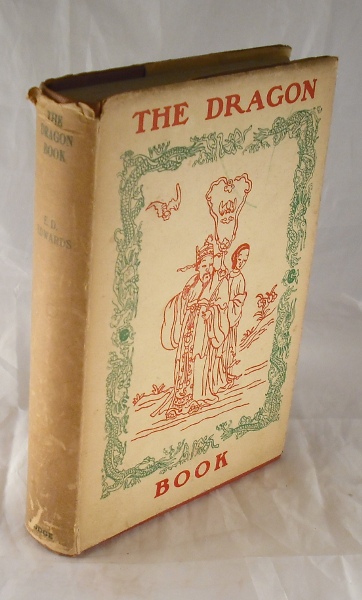 THE DRAGON
BOOK
THE
DRAGON
BOOK
E.D.
EDWARDS